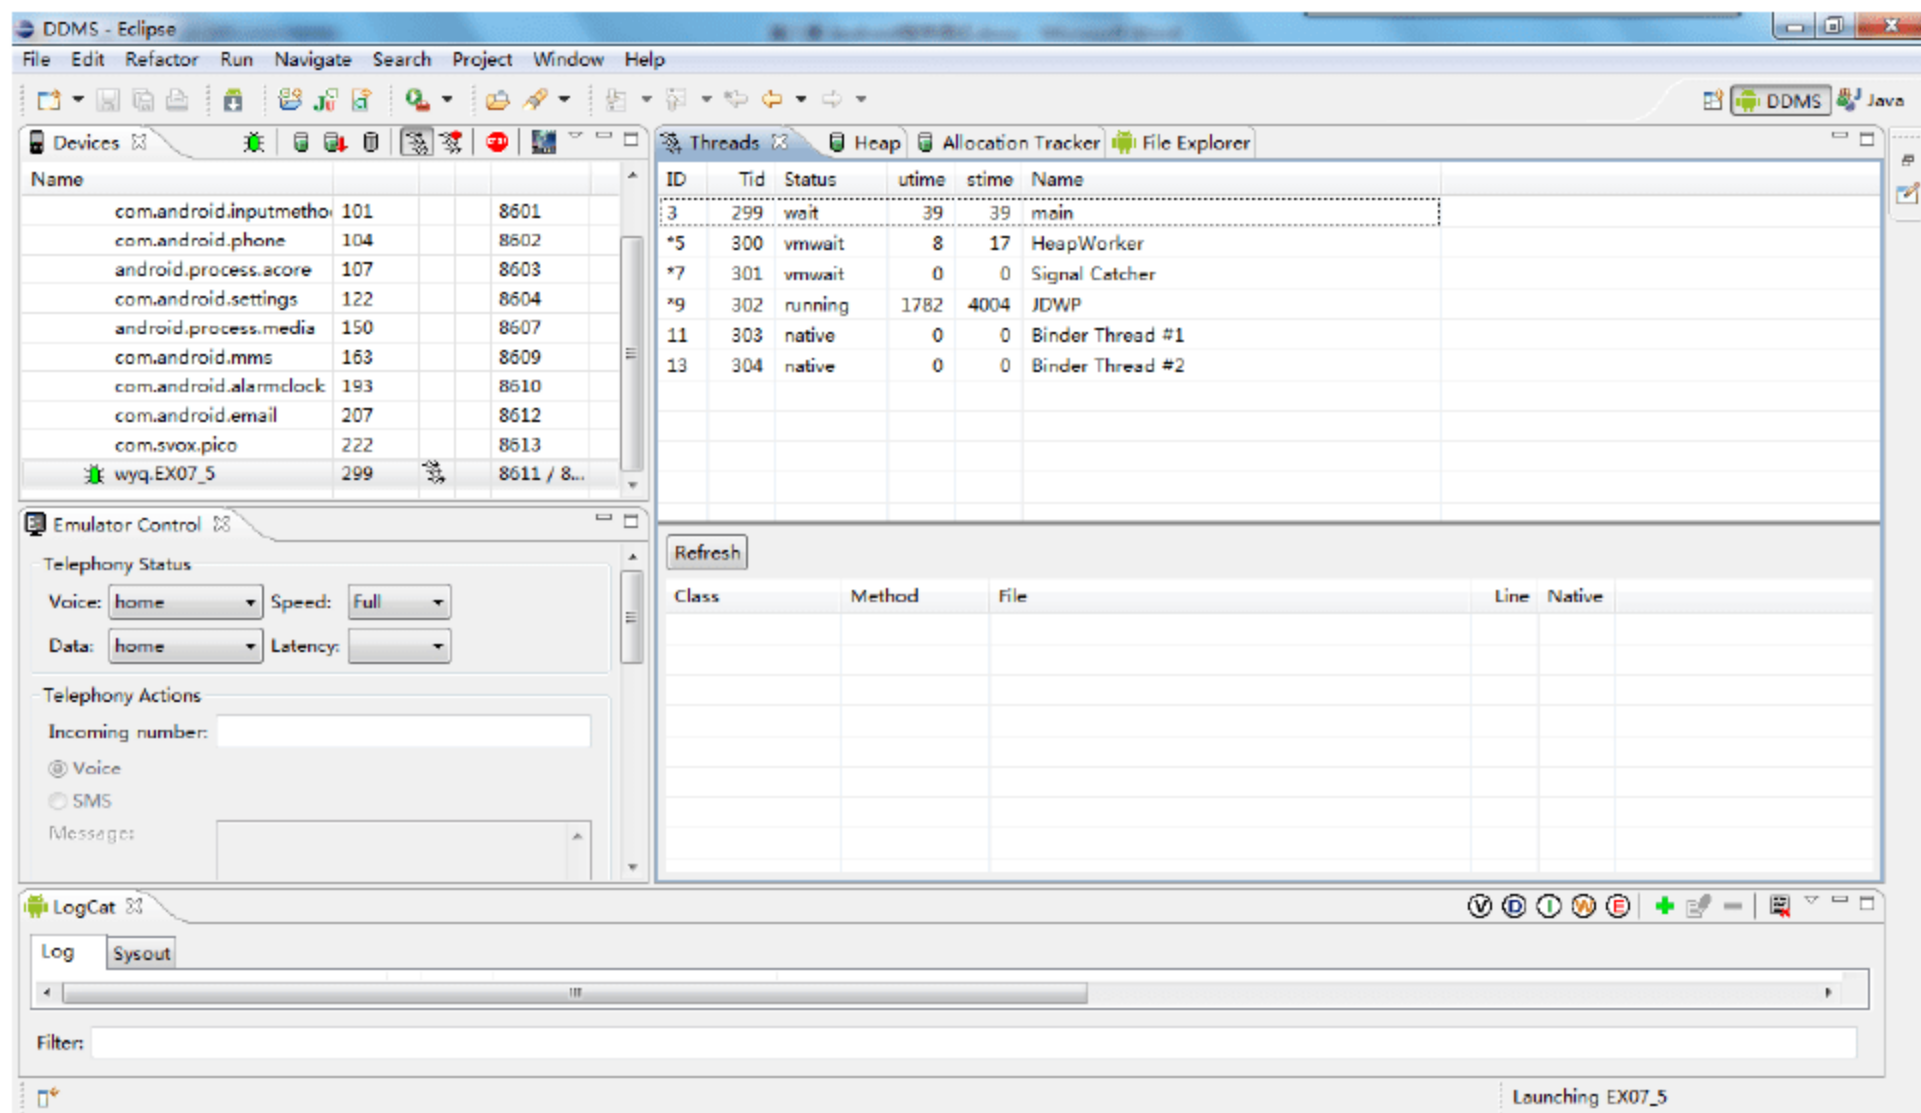 DDMS - Eclipse
File Edit Refactor Run Navigate Search Project Window Help
DDMS Java
Devices
Name
com.android.inputmetho 101 8601
com.android.phone 104 8602
android.process.acore 107 8603
com.android.settings 122 8604
android.process.media 150 8607
com.android.mms 163 8609
com.android.alarmclock 193 8610
com.android.email 207 8612
com.svox.pico 222 8613
wyq.EX07_5 299 8611 / 8...
Threads Heap Allocation Tracker File Explorer
ID Tid Status utime stime Name
3 299 wait 39 39 main
*5 300 vmwait 8 17 HeapWorker
*7 301 vmwait 0 0 Signal Catcher
*9 302 running 1782 4004 JDWP
11 303 native 0 0 Binder Thread #1
13 304 native 0 0 Binder Thread #2
Refresh
Class Method File Line Native
Emulator Control
Telephony Status
Voice: home Speed: Full
Data: home Latency:
Telephony Actions
Incoming number:
Voice
SMS
Message:
LogCat
V D I W E
Log Sysout
Filter:
Launching EX07_5